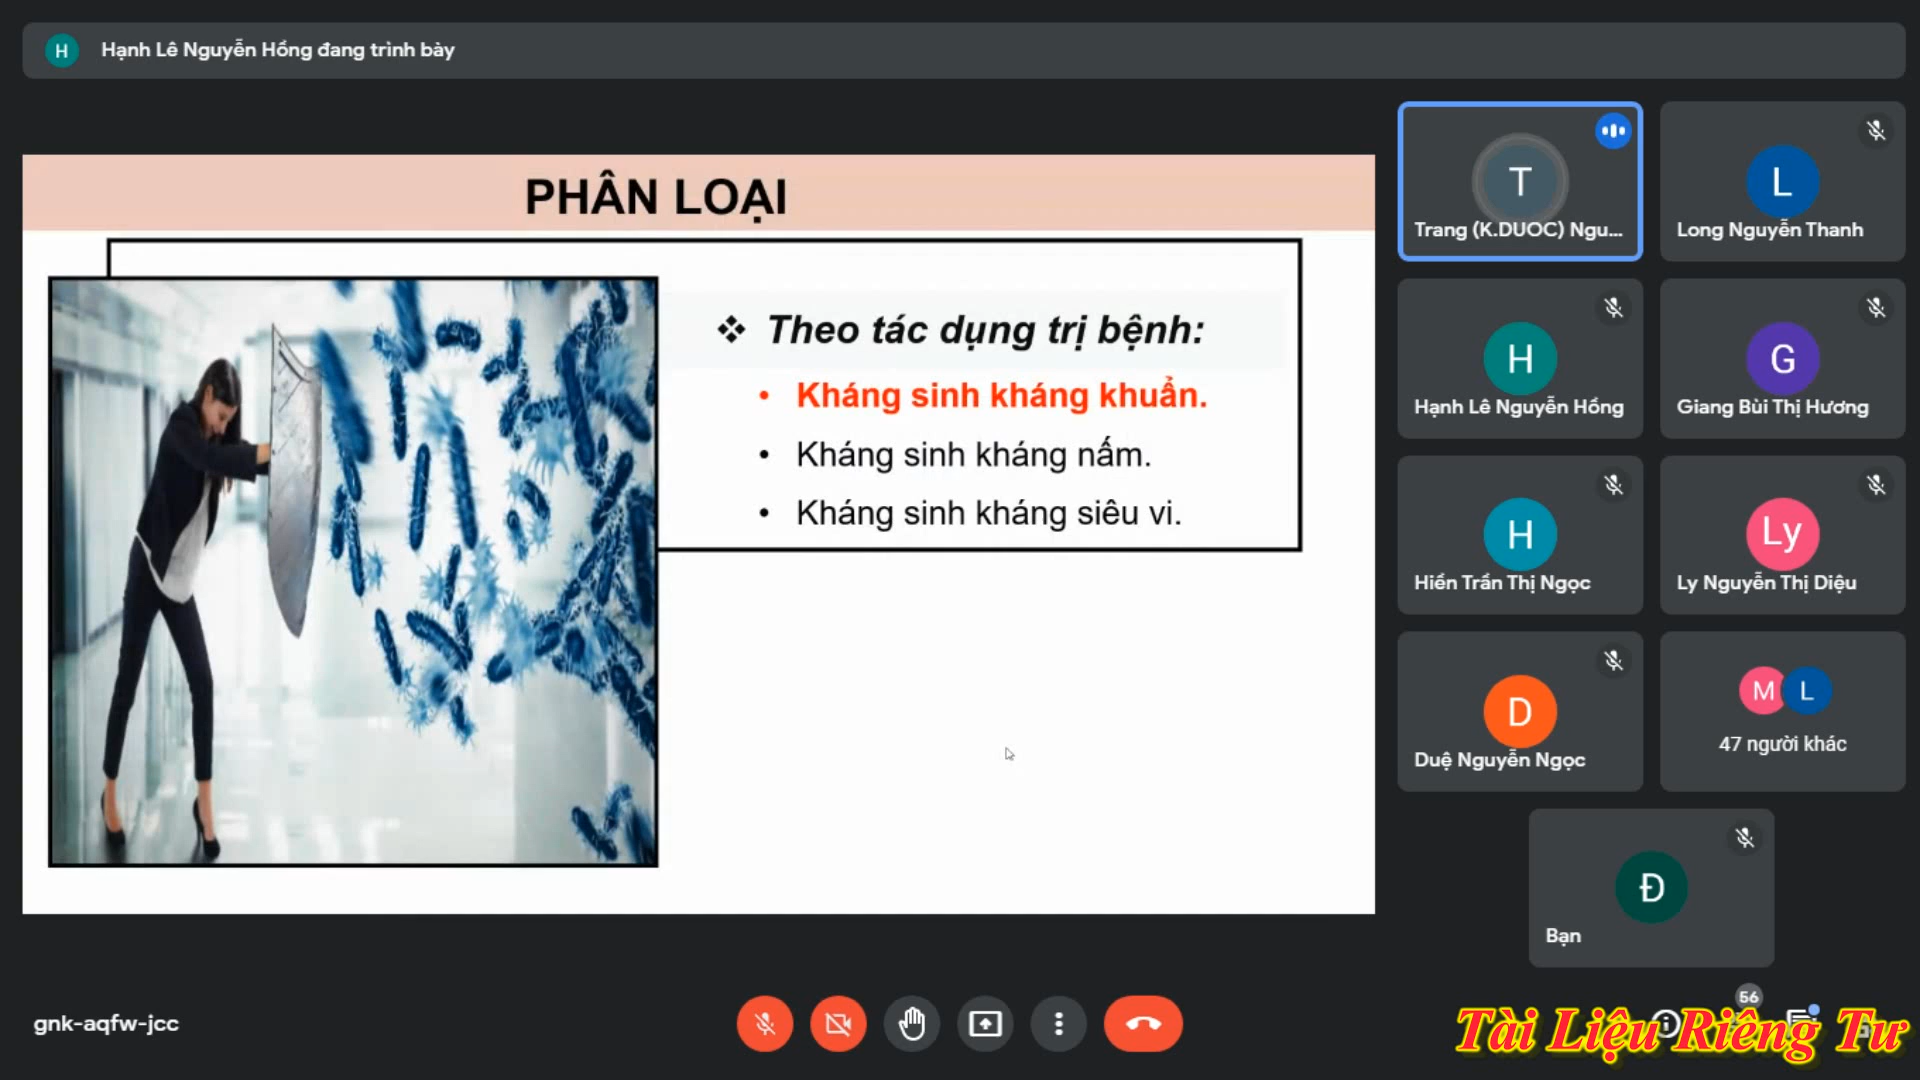 H
Hạnh Lê Nguyễn Hồng đang trình bày
PHÂN LOẠI
❖ Theo tác dụng trị bệnh:
• Kháng sinh kháng khuẩn.
• Kháng sinh kháng nấm.
• Kháng sinh kháng siêu vi.
T
Trang (K.DUOC) Ngu...
L
Long Nguyễn Thanh
H
Hạnh Lê Nguyễn Hồng
G
Giang Bùi Thị Hương
H
Hiền Trần Thị Ngọc
Ly
Ly Nguyễn Thị Diệu
D
Duệ Nguyễn Ngọc
M L
47 người khác
Đ
Bạn
gnk-aqfw-jcc
56
Tài Liệu Riêng Tư